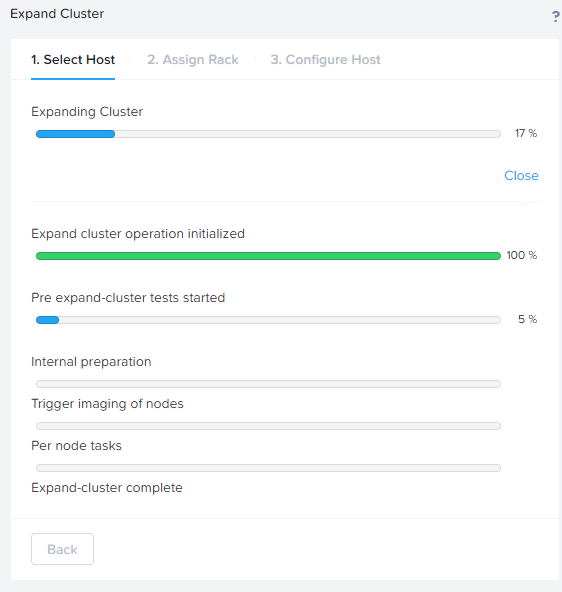 Expand Cluster
?
1. Select Host · 2. Assign Rack · 3. Configure Host
Expanding Cluster
17 %
Close
Expand cluster operation initialized
100 %
Pre expand-cluster tests started
5 %
Internal preparation
Trigger imaging of nodes
Per node tasks
Expand-cluster complete
Back